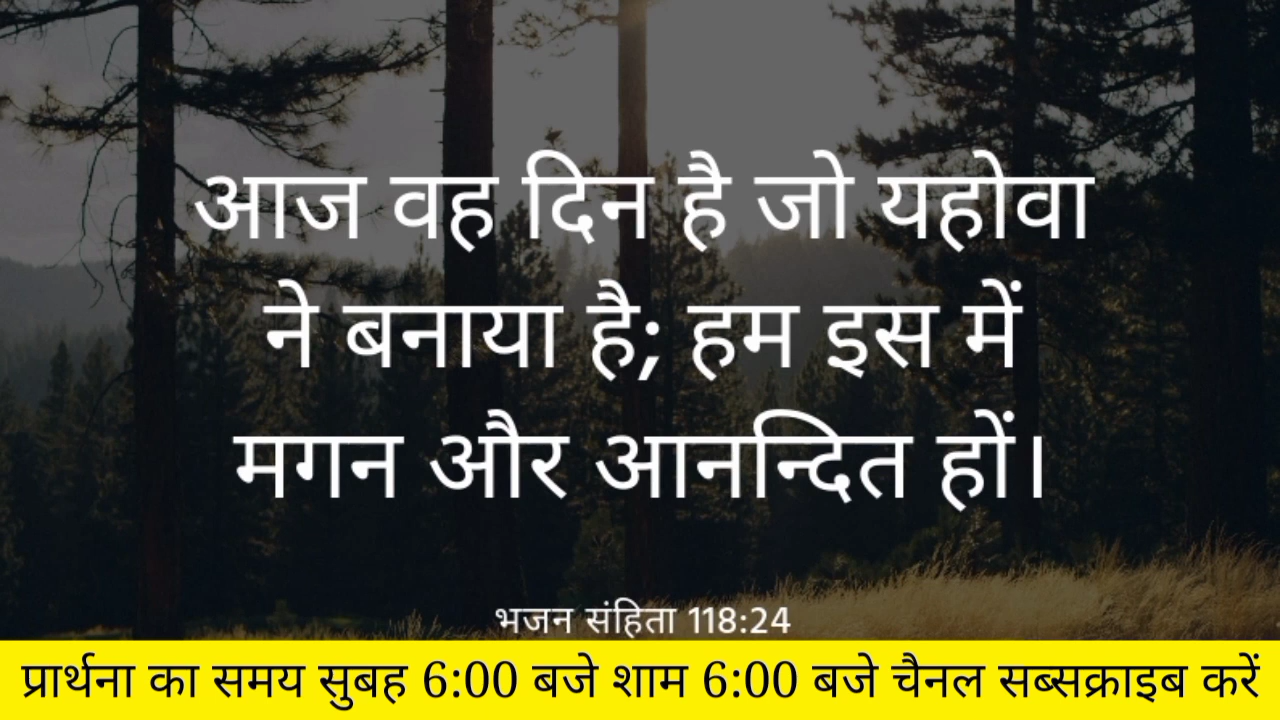 आज वह दिन है जो यहोवा
ने बनाया है; हम इस में
मगन और आनन्दित हों।
भजन संहिता 118:24
प्रार्थना का समय सुबह 6:00 बजे शाम 6:00 बजे चैनल सब्सक्राइब करें